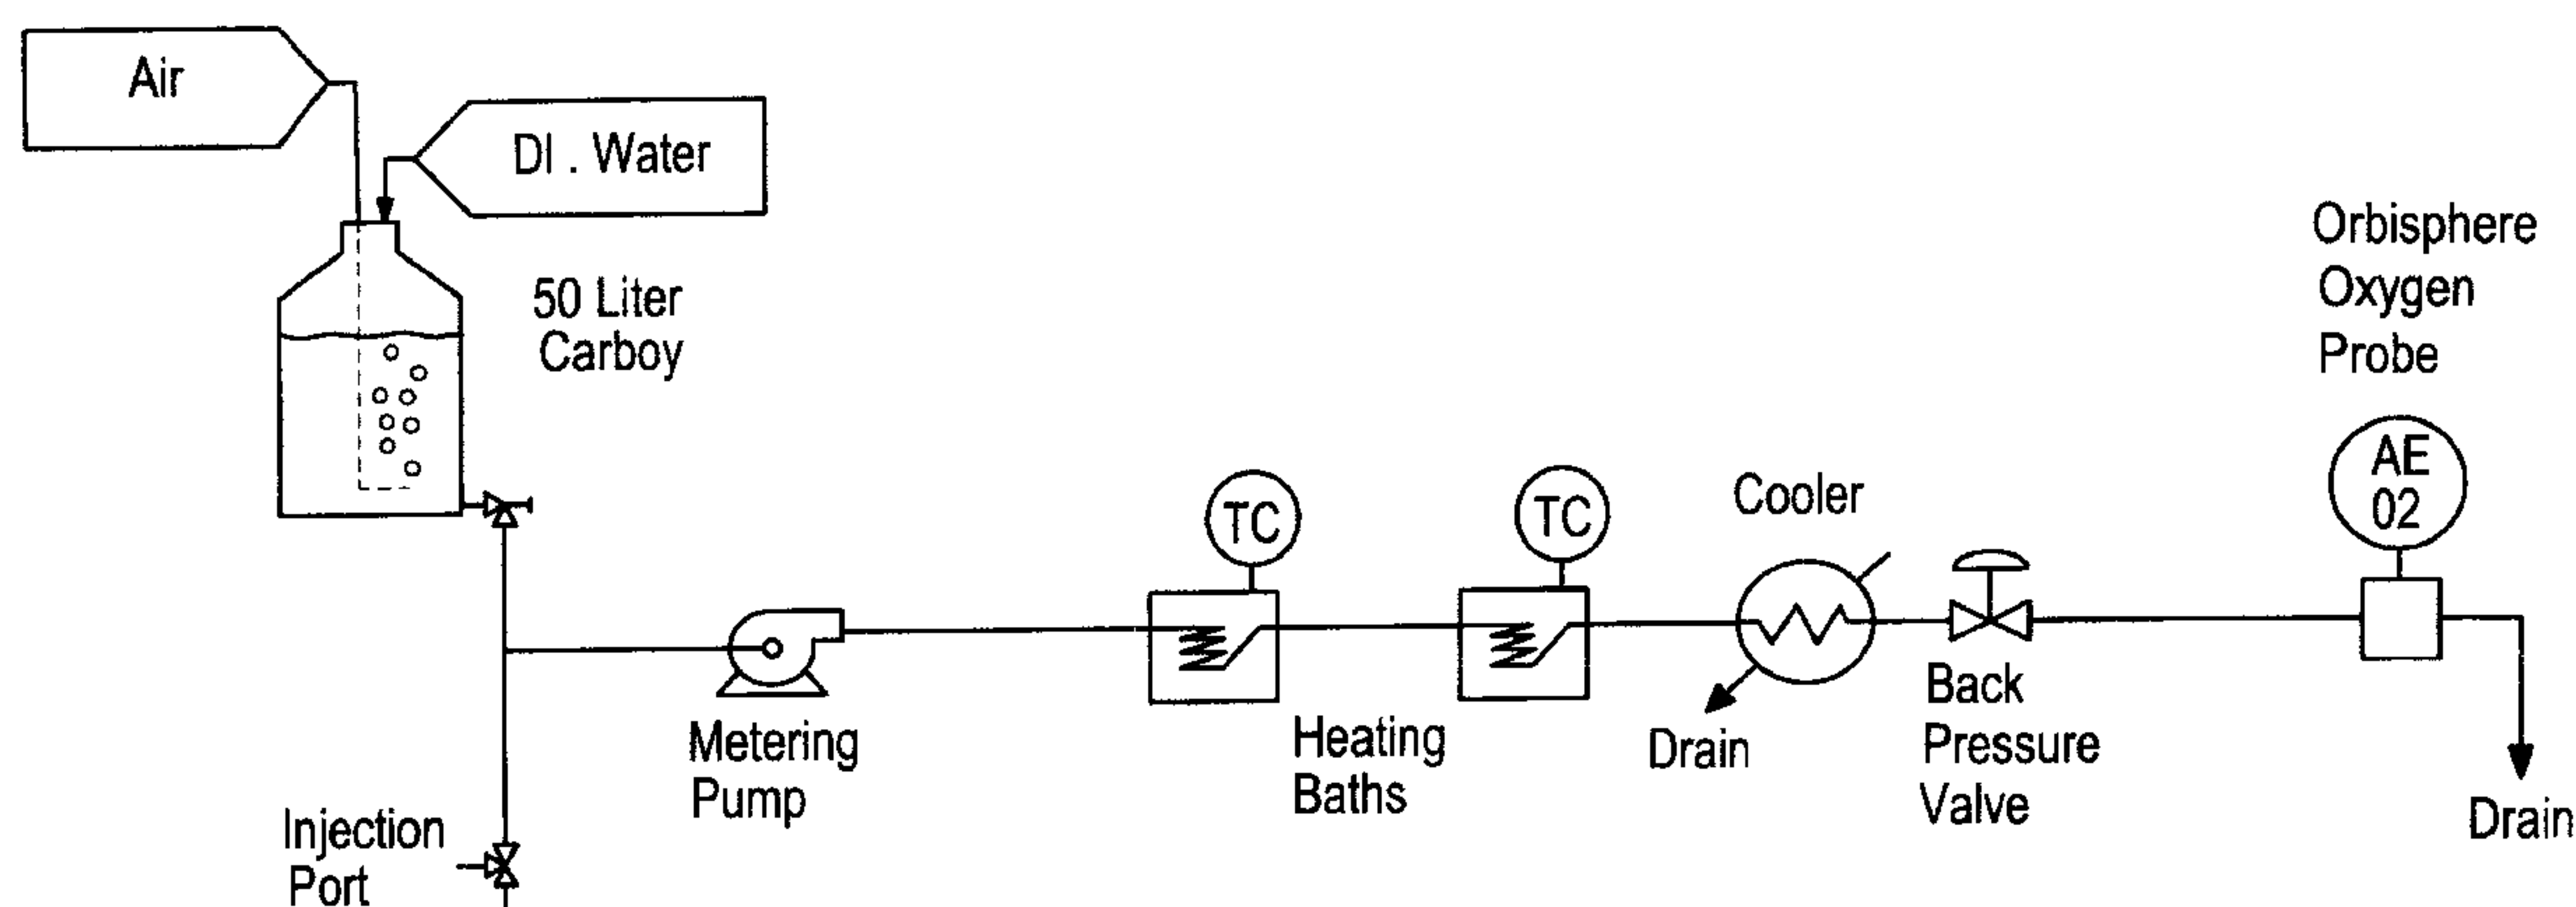 Air
DI . Water
50 Liter
Carboy
Orbisphere
Oxygen
Probe
AE
02
TC
TC
Cooler
Metering
Pump
Heating
Baths
Drain
Back
Pressure
Valve
Drain
Injection
Port